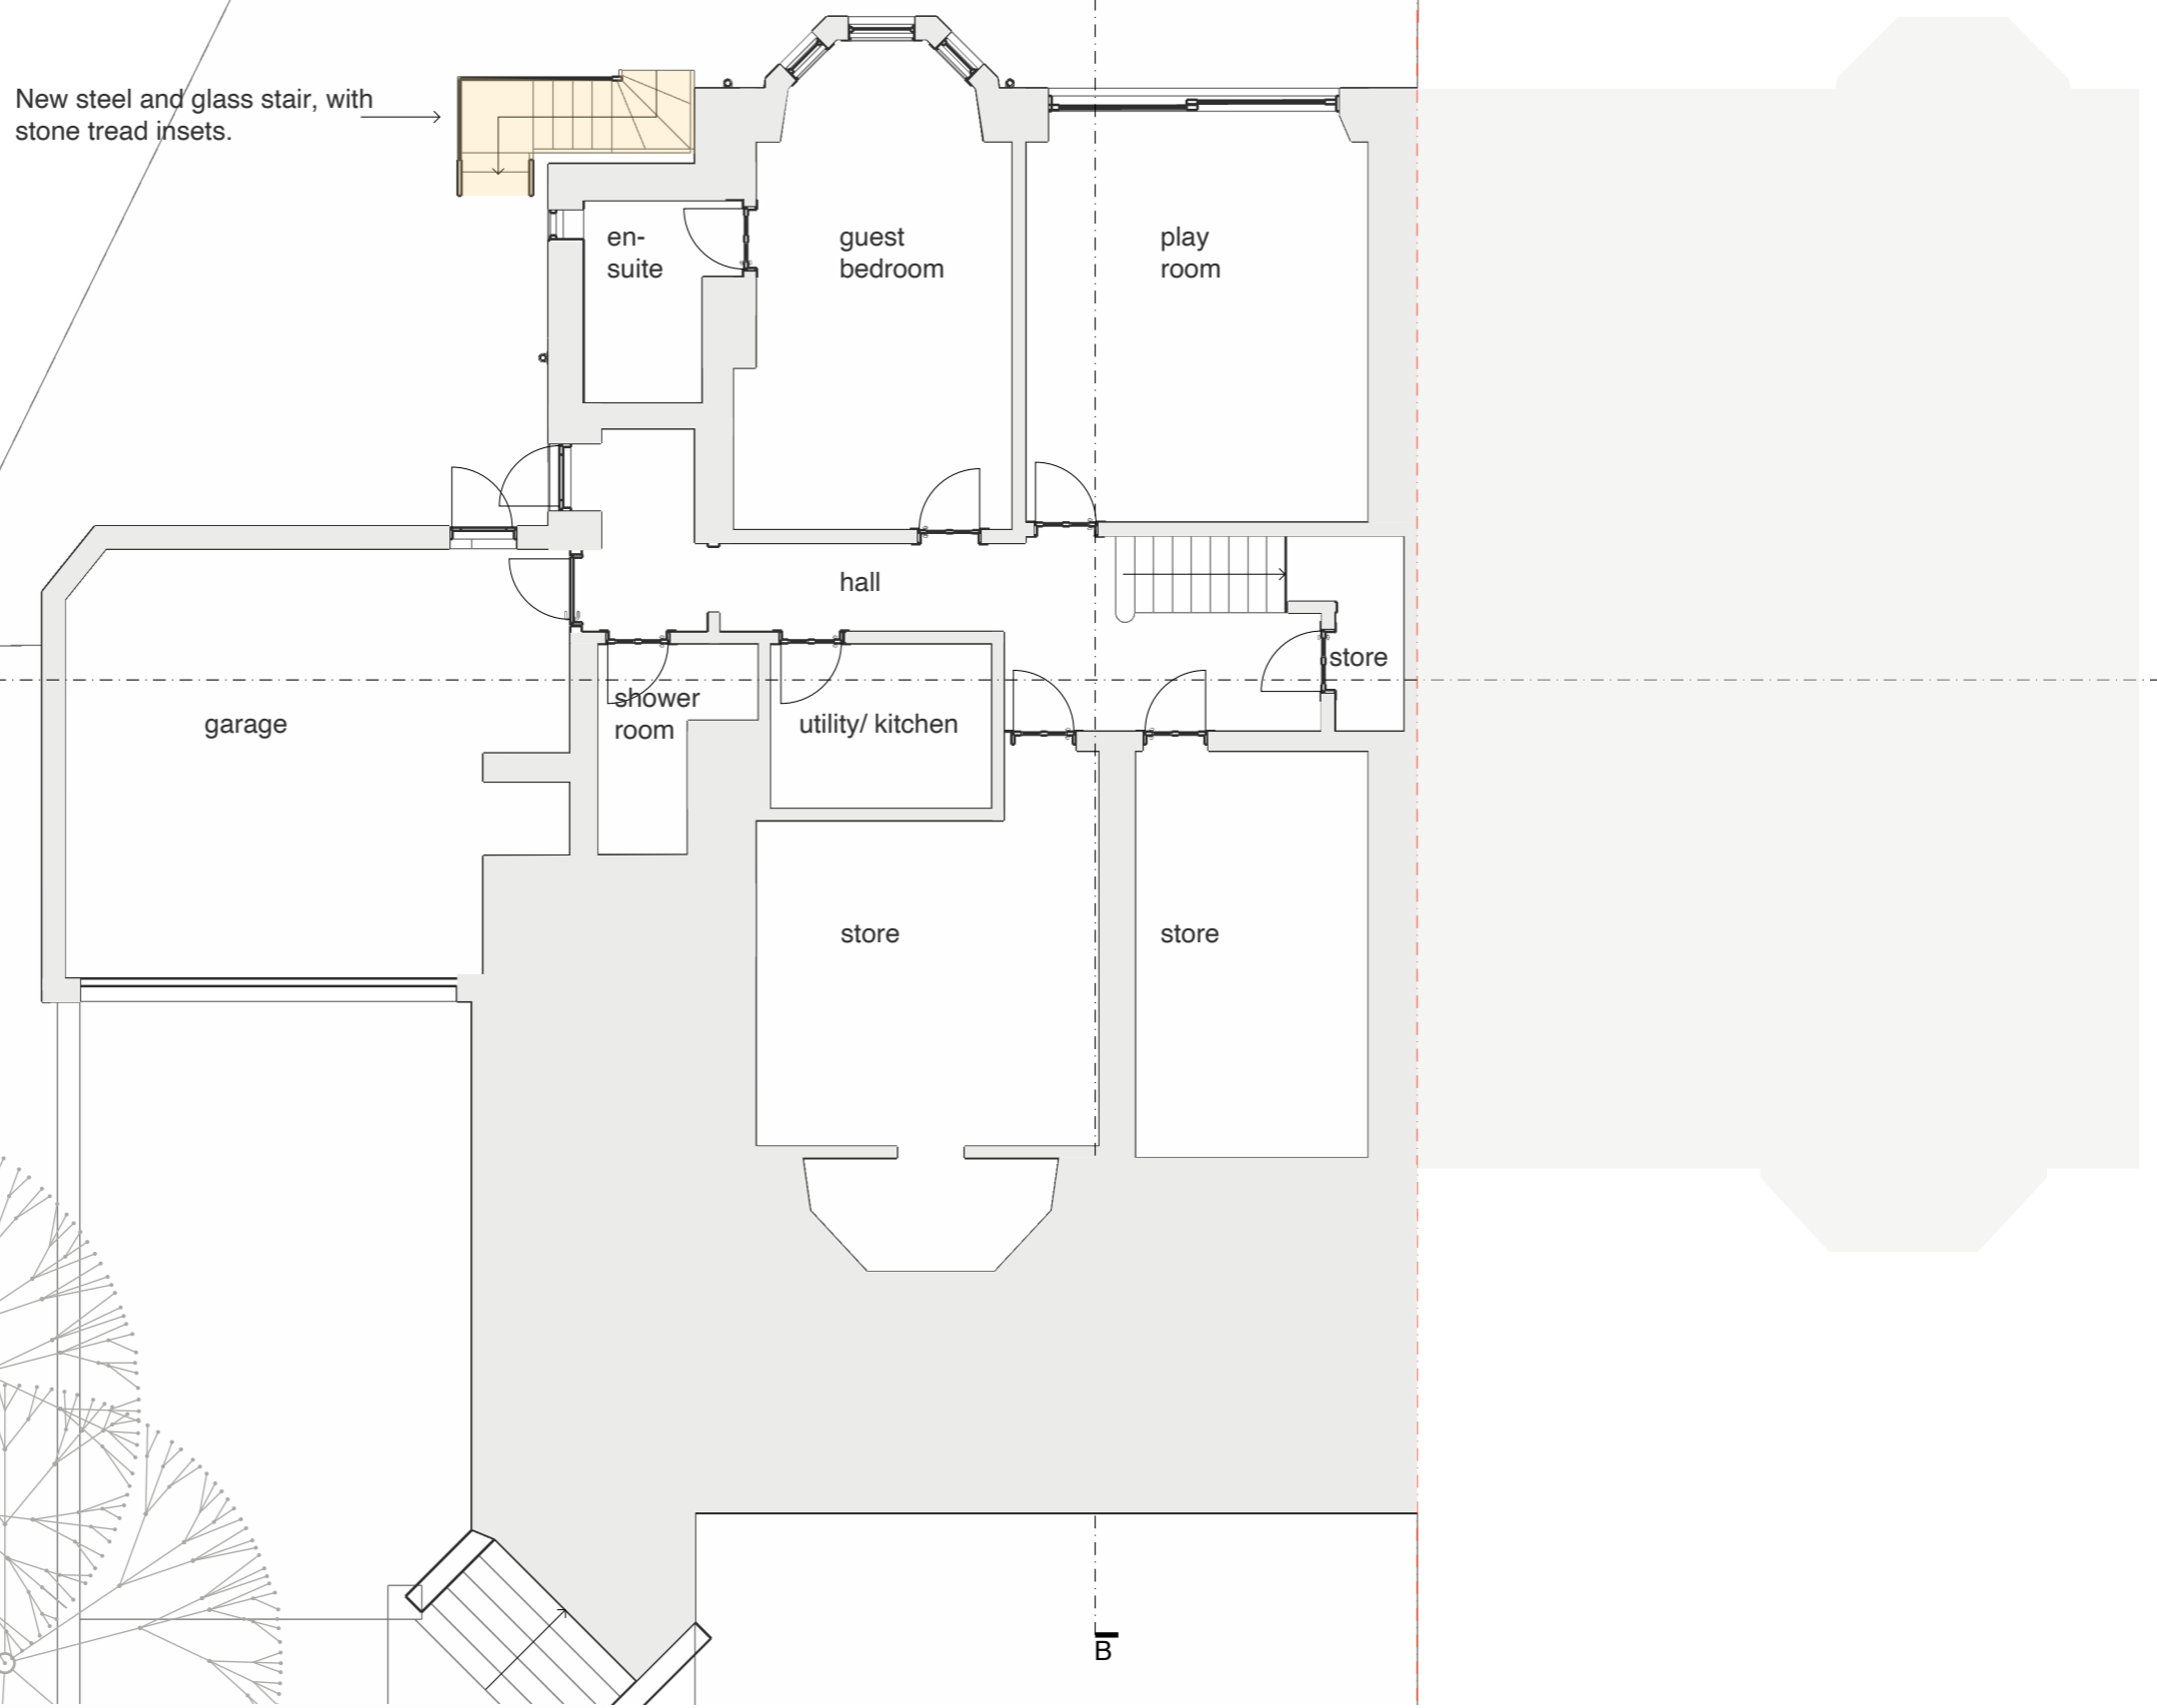 New steel and glass stair, with
stone tread insets.
en-
suite
guest
bedroom
play
room
hall
store
shower
room
utility/ kitchen
garage
store
store
B